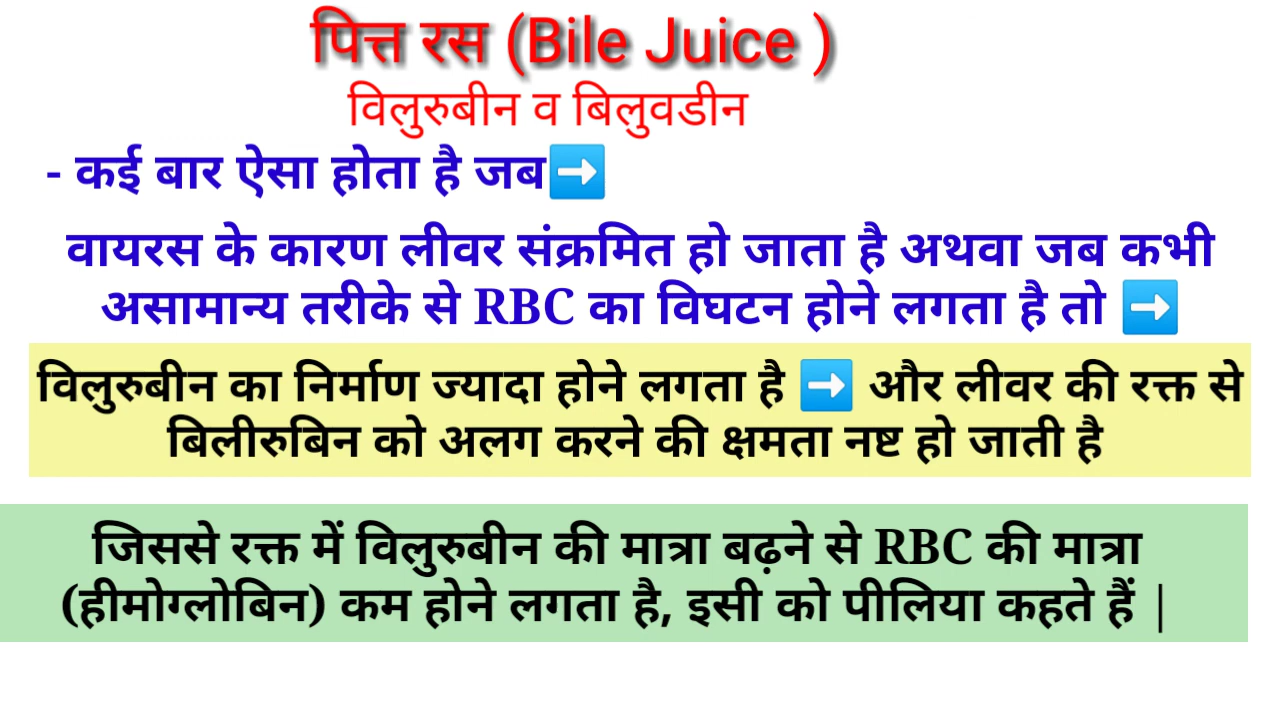 पित्त रस (Bile Juice )
विलुरुबीन व बिलुवडीन
- कई बार ऐसा होता है जब➡️
वायरस के कारण लीवर संक्रमित हो जाता है अथवा जब कभी
असामान्य तरीके से RBC का विघटन होने लगता है तो ➡️
विलुरुबीन का निर्माण ज्यादा होने लगता है ➡️ और लीवर की रक्त से
बिलीरुबिन को अलग करने की क्षमता नष्ट हो जाती है
जिससे रक्त में विलुरुबीन की मात्रा बढ़ने से RBC की मात्रा
(हीमोग्लोबिन) कम होने लगता है, इसी को पीलिया कहते हैं |